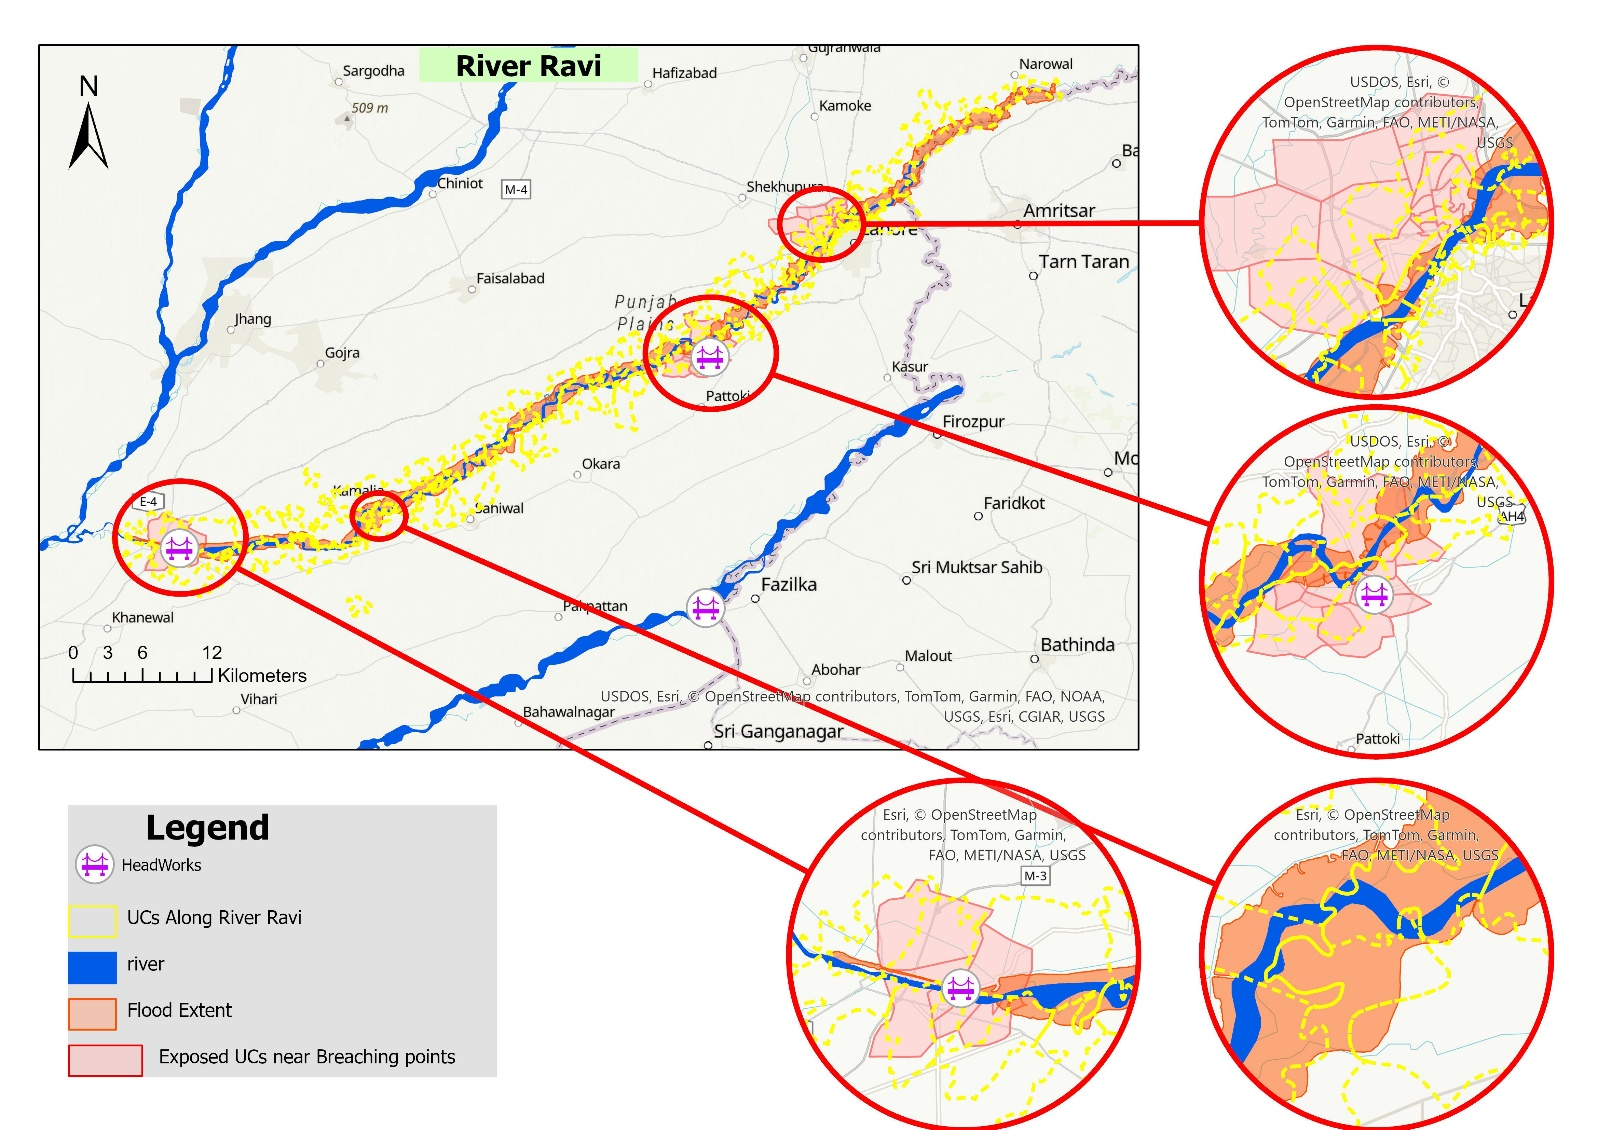 River Ravi
N
Sargodha
509 m
Hafizabad
Gujranwala
Narowal
Kamoke
Chiniot
M-4
Shekhupura
Amritsar
Lahore
Tarn Taran
Faisalabad
Punjab
Plains
Jhang
Gojra
Kasur
Pattoki
Firozpur
Okara
Kamalia
Faridkot
E-4
Sri Muktsar Sahib
Fazilka
Pakpattan
Khanewal
0 3 6 12
Kilometers
Bathinda
Malout
Abohar
Vihari
Bahawalnagar
USDOS, Esri, © OpenStreetMap contributors, TomTom, Garmin, FAO, NOAA,
USGS, Esri, CGIAR, USGS
Sri Ganganagar
USDOS, Esri, ©
OpenStreetMap contributors,
TomTom, Garmin, FAO, METI/NASA,
USGS
USDOS, Esri, ©
OpenStreetMap contributors,
TomTom, Garmin, FAO, METI/NASA,
USGS
AH4
Pattoki
Esri, © OpenStreetMap
contributors, TomTom, Garmin,
FAO, METI/NASA, USGS
M-3
Esri, © OpenStreetMap
contributors, TomTom, Garmin,
FAO, METI/NASA, USGS
Legend
HeadWorks
UCs Along River Ravi
river
Flood Extent
Exposed UCs near Breaching points